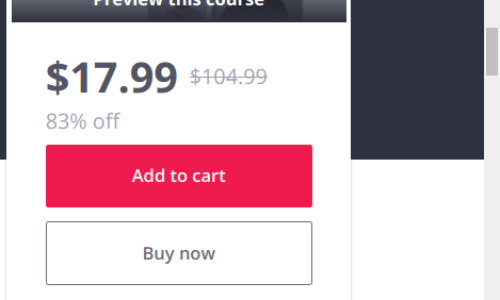 Preview this course
$17.99 $104.99
83% off
Add to cart
Buy now